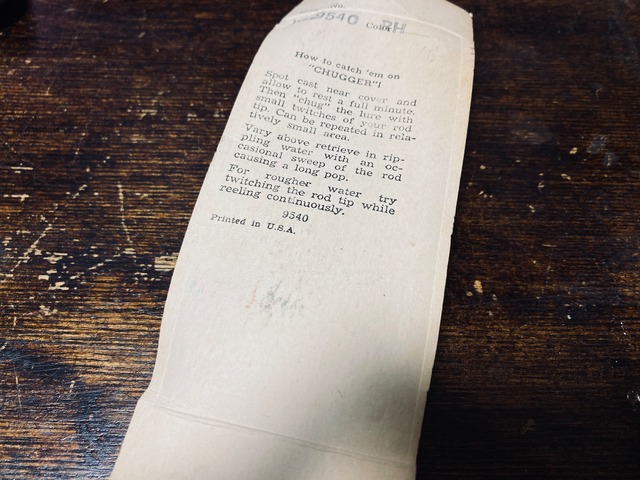 No. 9540 Color RH
How to catch 'em on
"CHUGGER"!
Spot cast near cover and
allow to rest a full minute.
Then "chug" the lure with
small twitches of your rod
tip. Can be repeated in rela-
tively small area.
Vary above retrieve in rip-
pling water with an oc-
casional sweep of the rod
causing a long pop.
For rougher water try
twitching the rod tip while
reeling continuously.
9540
Printed in U.S.A.